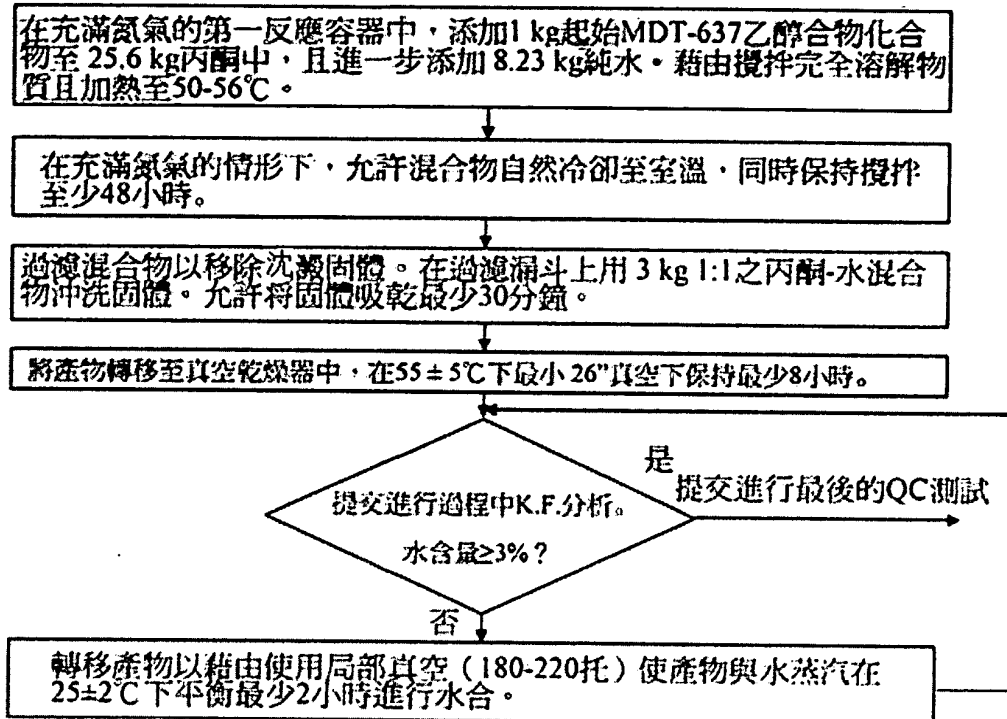 在充滿氮氣的第一反應容器中，添加1 kg起始MDT-637乙醇合物化合
物至 25.6 kg丙酮中，且進一步添加 8.23 kg純水。藉由攪拌完全溶解物
質且加熱至50-56℃。
在充滿氮氣的情形下，允許混合物自然冷卻至室溫，同時保持攪拌
至少48小時。
過濾混合物以移除沈澱固體。在過濾漏斗上用 3 kg 1:1之丙酮-水混合
物沖洗固體。允許將固體吸乾最少30分鐘。
將產物轉移至真空乾燥器中，在55±5℃下最小 26”真空下保持最少8小時。
是
提交進行最後的QC測試
提交進行過程中K.F.分析。
水含量≥3%？
否
轉移產物以藉由使用局部真空（180-220托）使產物與水蒸汽在
25±2℃下平衡最少2小時進行水合。